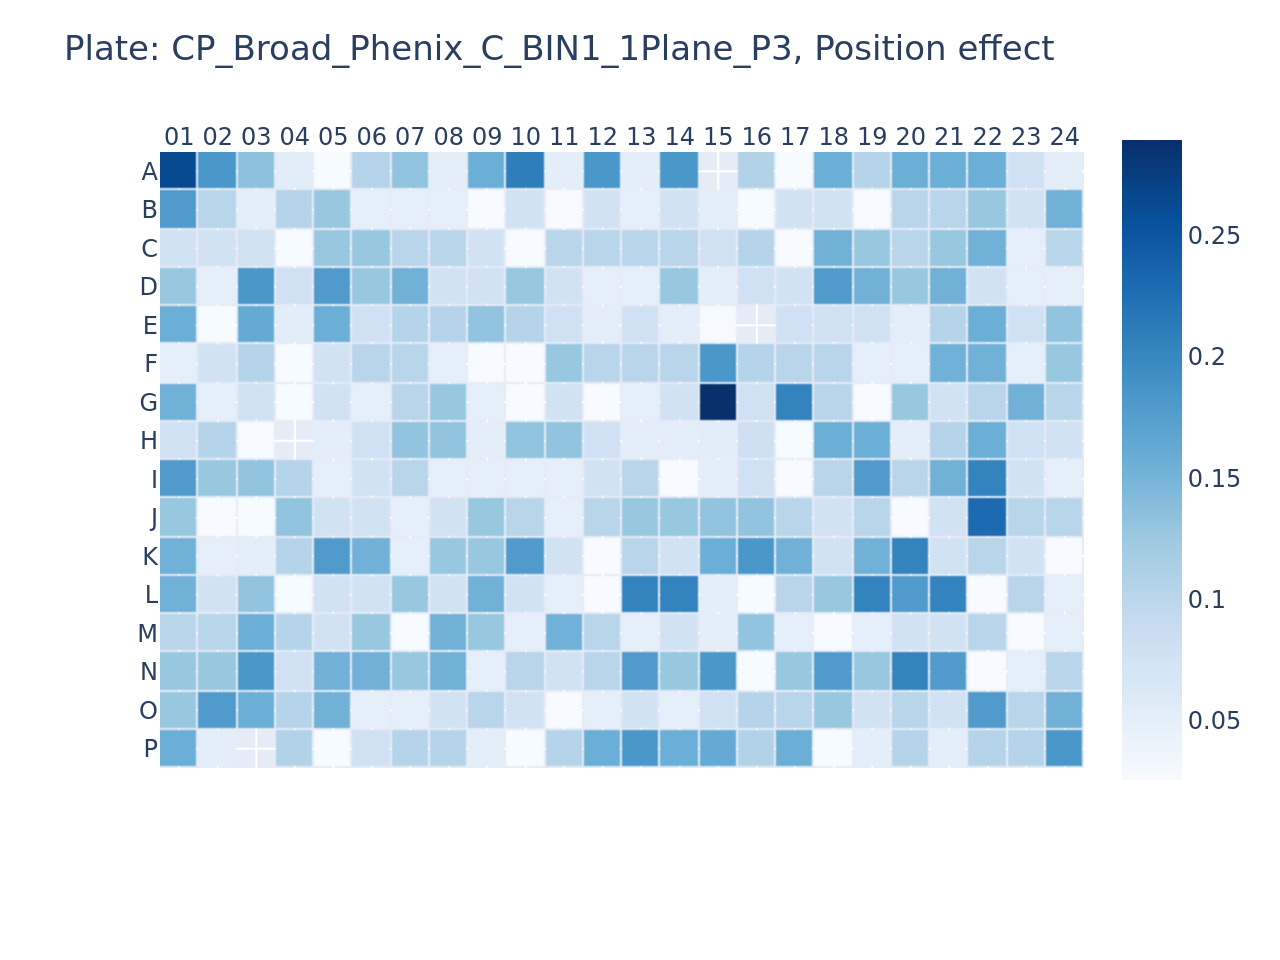 Plate: CP_Broad_Phenix_C_BIN1_1Plane_P3, Position effect
01 02 03 04 05 06 07 08 09 10 11 12 13 14 15 16 17 18 19 20 21 22 23 24
A
B
C
D
E
F
G
H
I
J
K
L
M
N
O
P
0.25
0.2
0.15
0.1
0.05